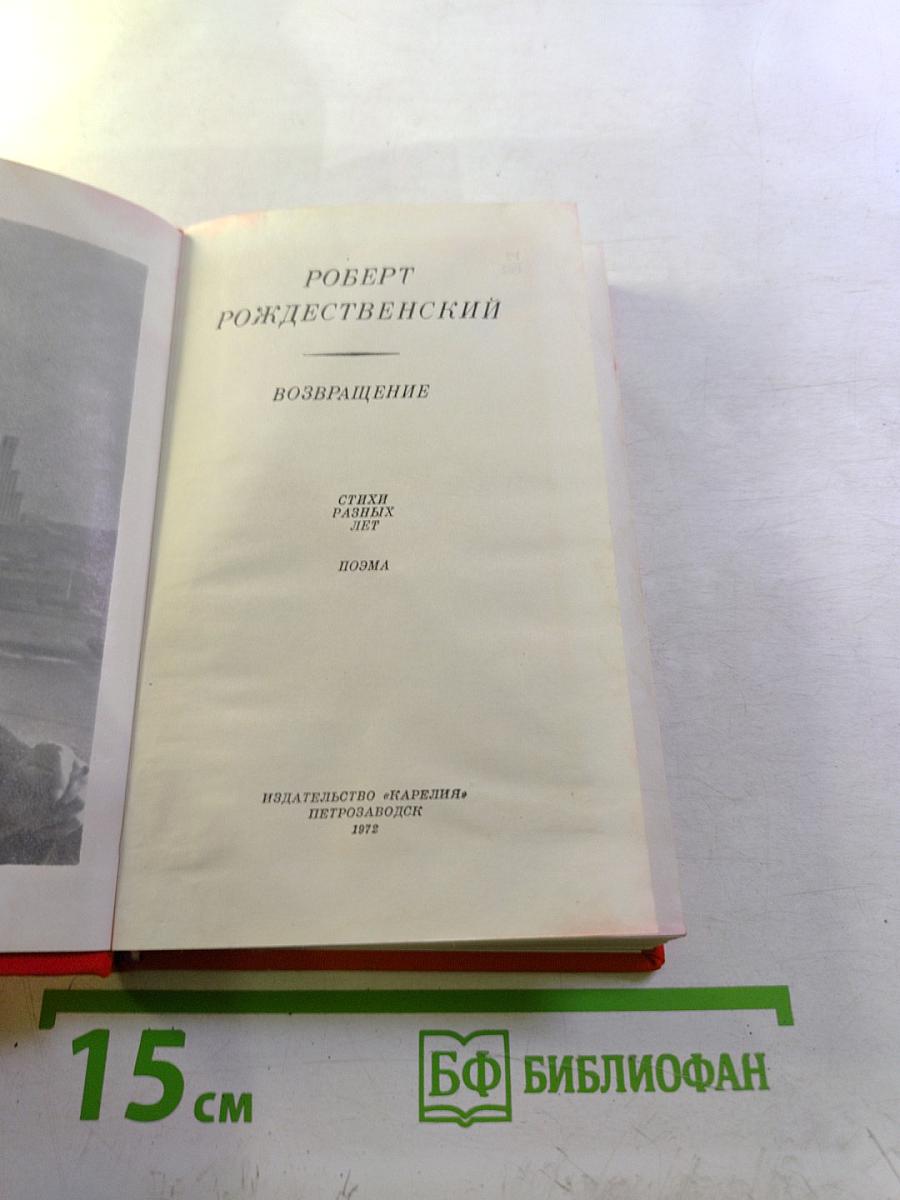 РОБЕРТ
РОЖДЕСТВЕНСКИЙ
ВОЗВРАЩЕНИЕ
СТИХИ
РАЗНЫХ
ЛЕТ
ПОЭМА
ИЗДАТЕЛЬСТВО «КАРЕЛИЯ»
ПЕТРОЗАВОДСК
1972
15 см
БФ БИБЛИОФАН